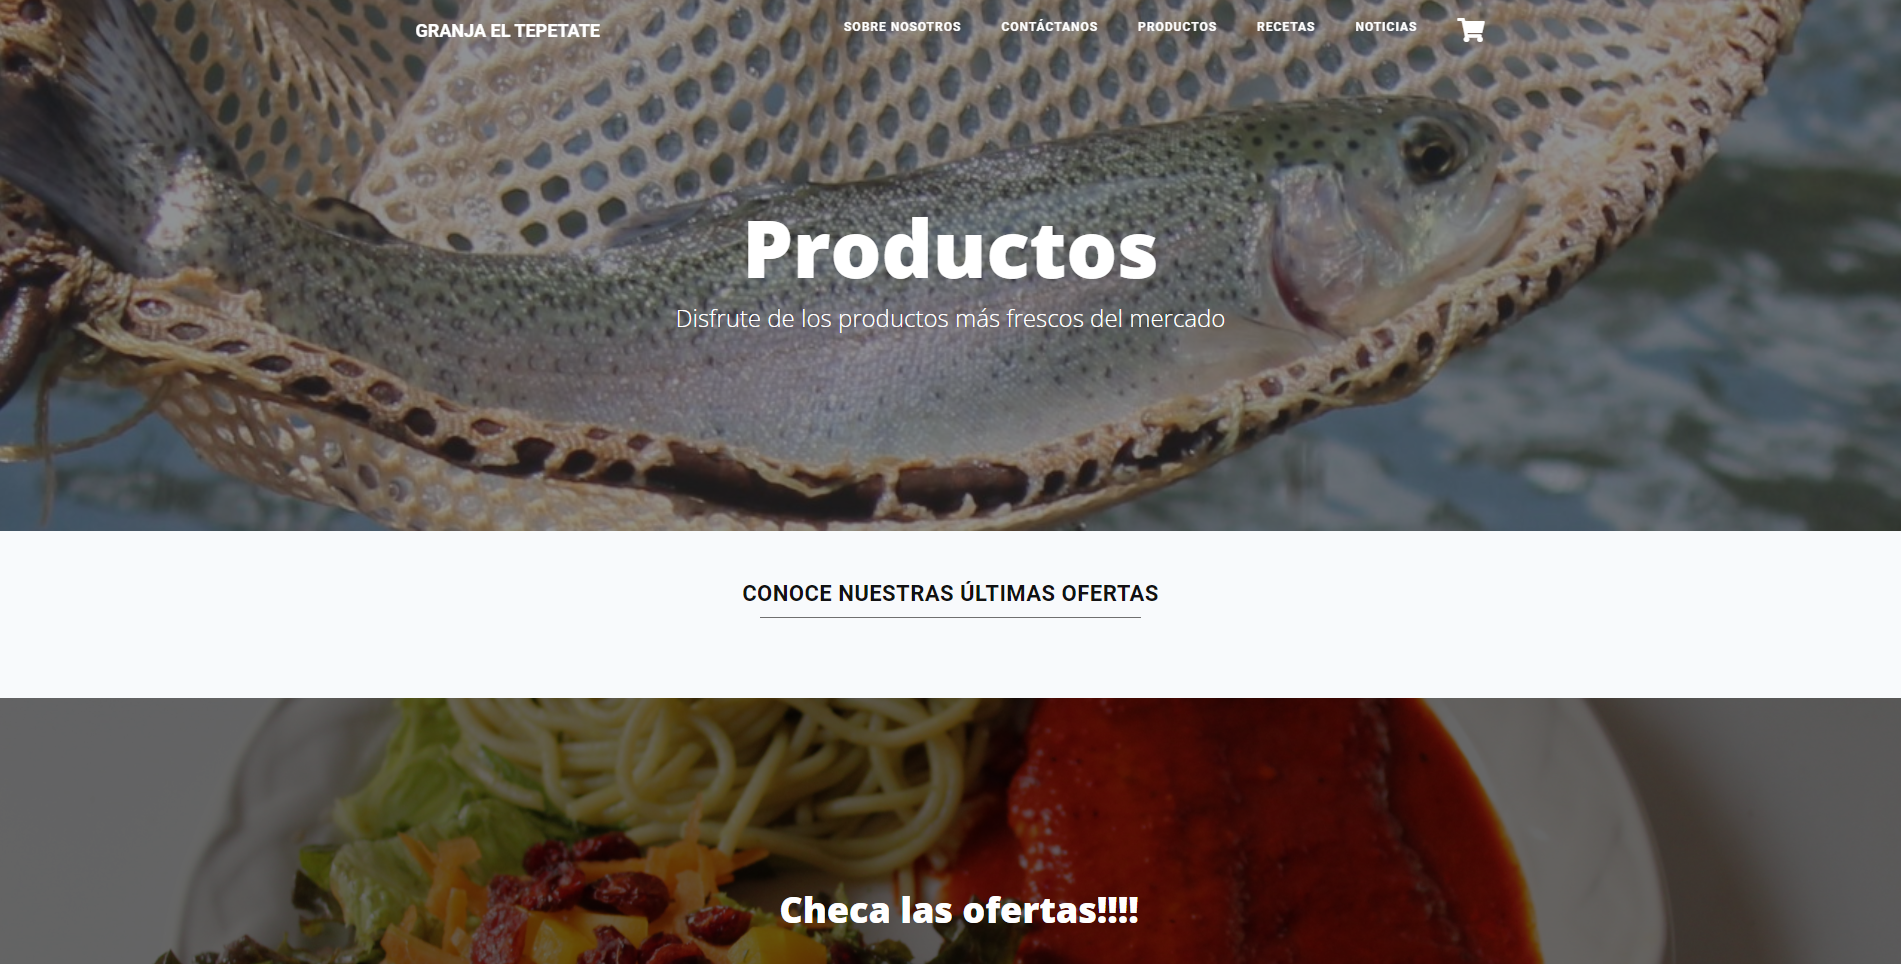 GRANJA EL TEPETATE
SOBRE NOSOTROS CONTÁCTANOS PRODUCTOS RECETAS NOTICIAS
Productos
Disfrute de los productos más frescos del mercado
CONOCE NUESTRAS ÚLTIMAS OFERTAS
Checa las ofertas!!!!